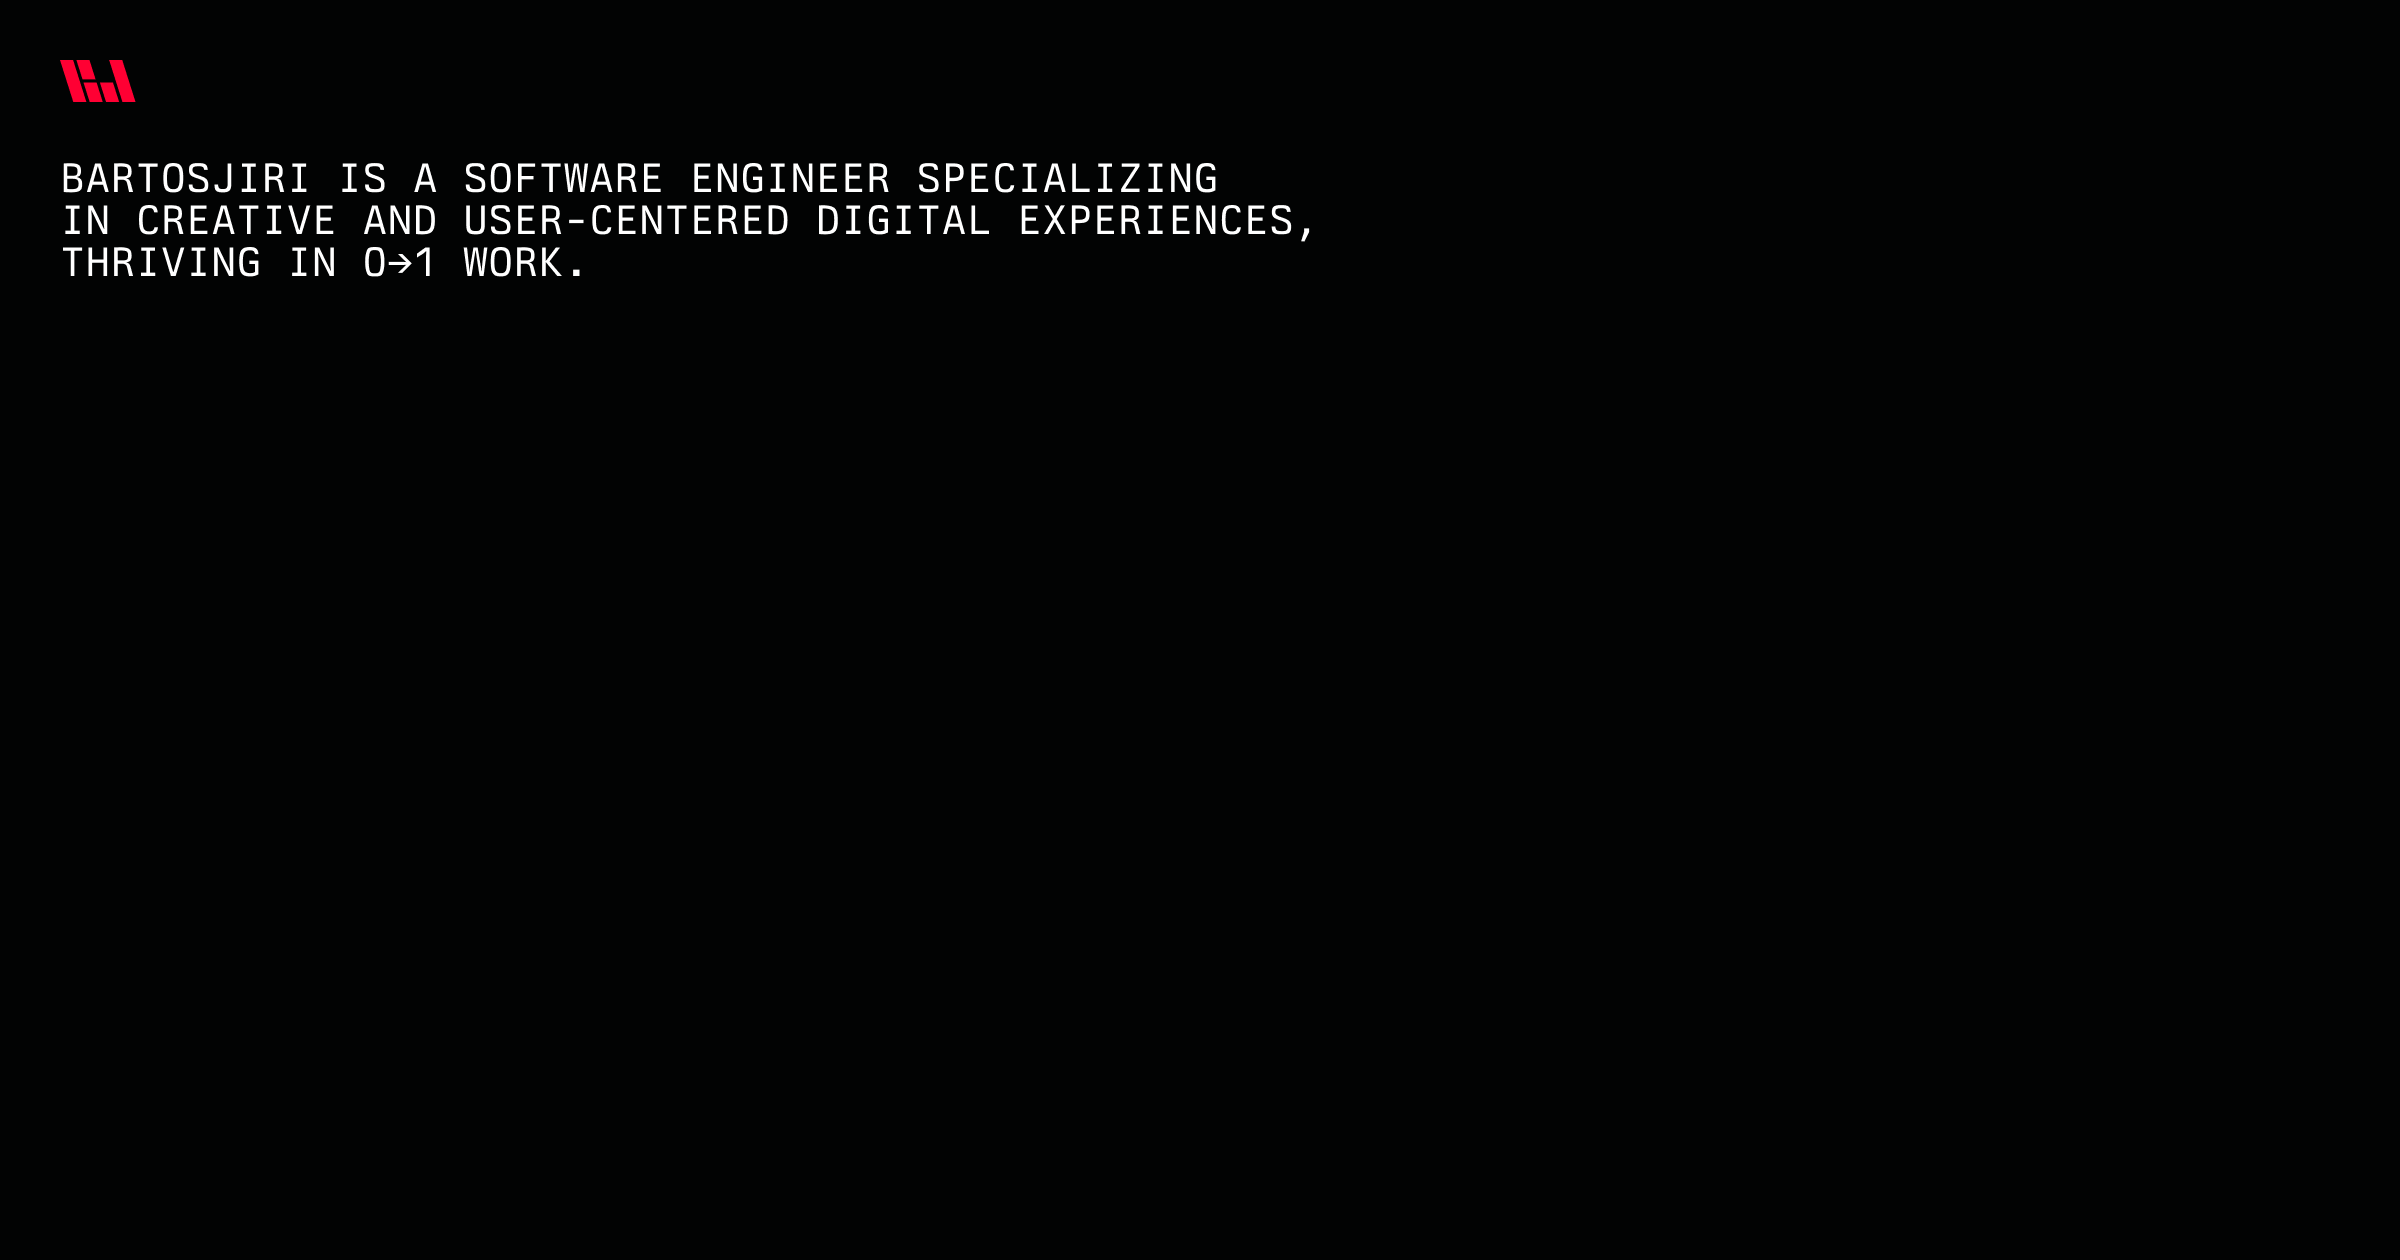 BARTOSJIRI IS A SOFTWARE ENGINEER SPECIALIZING
IN CREATIVE AND USER-CENTERED DIGITAL EXPERIENCES,
THRIVING IN 0→1 WORK.